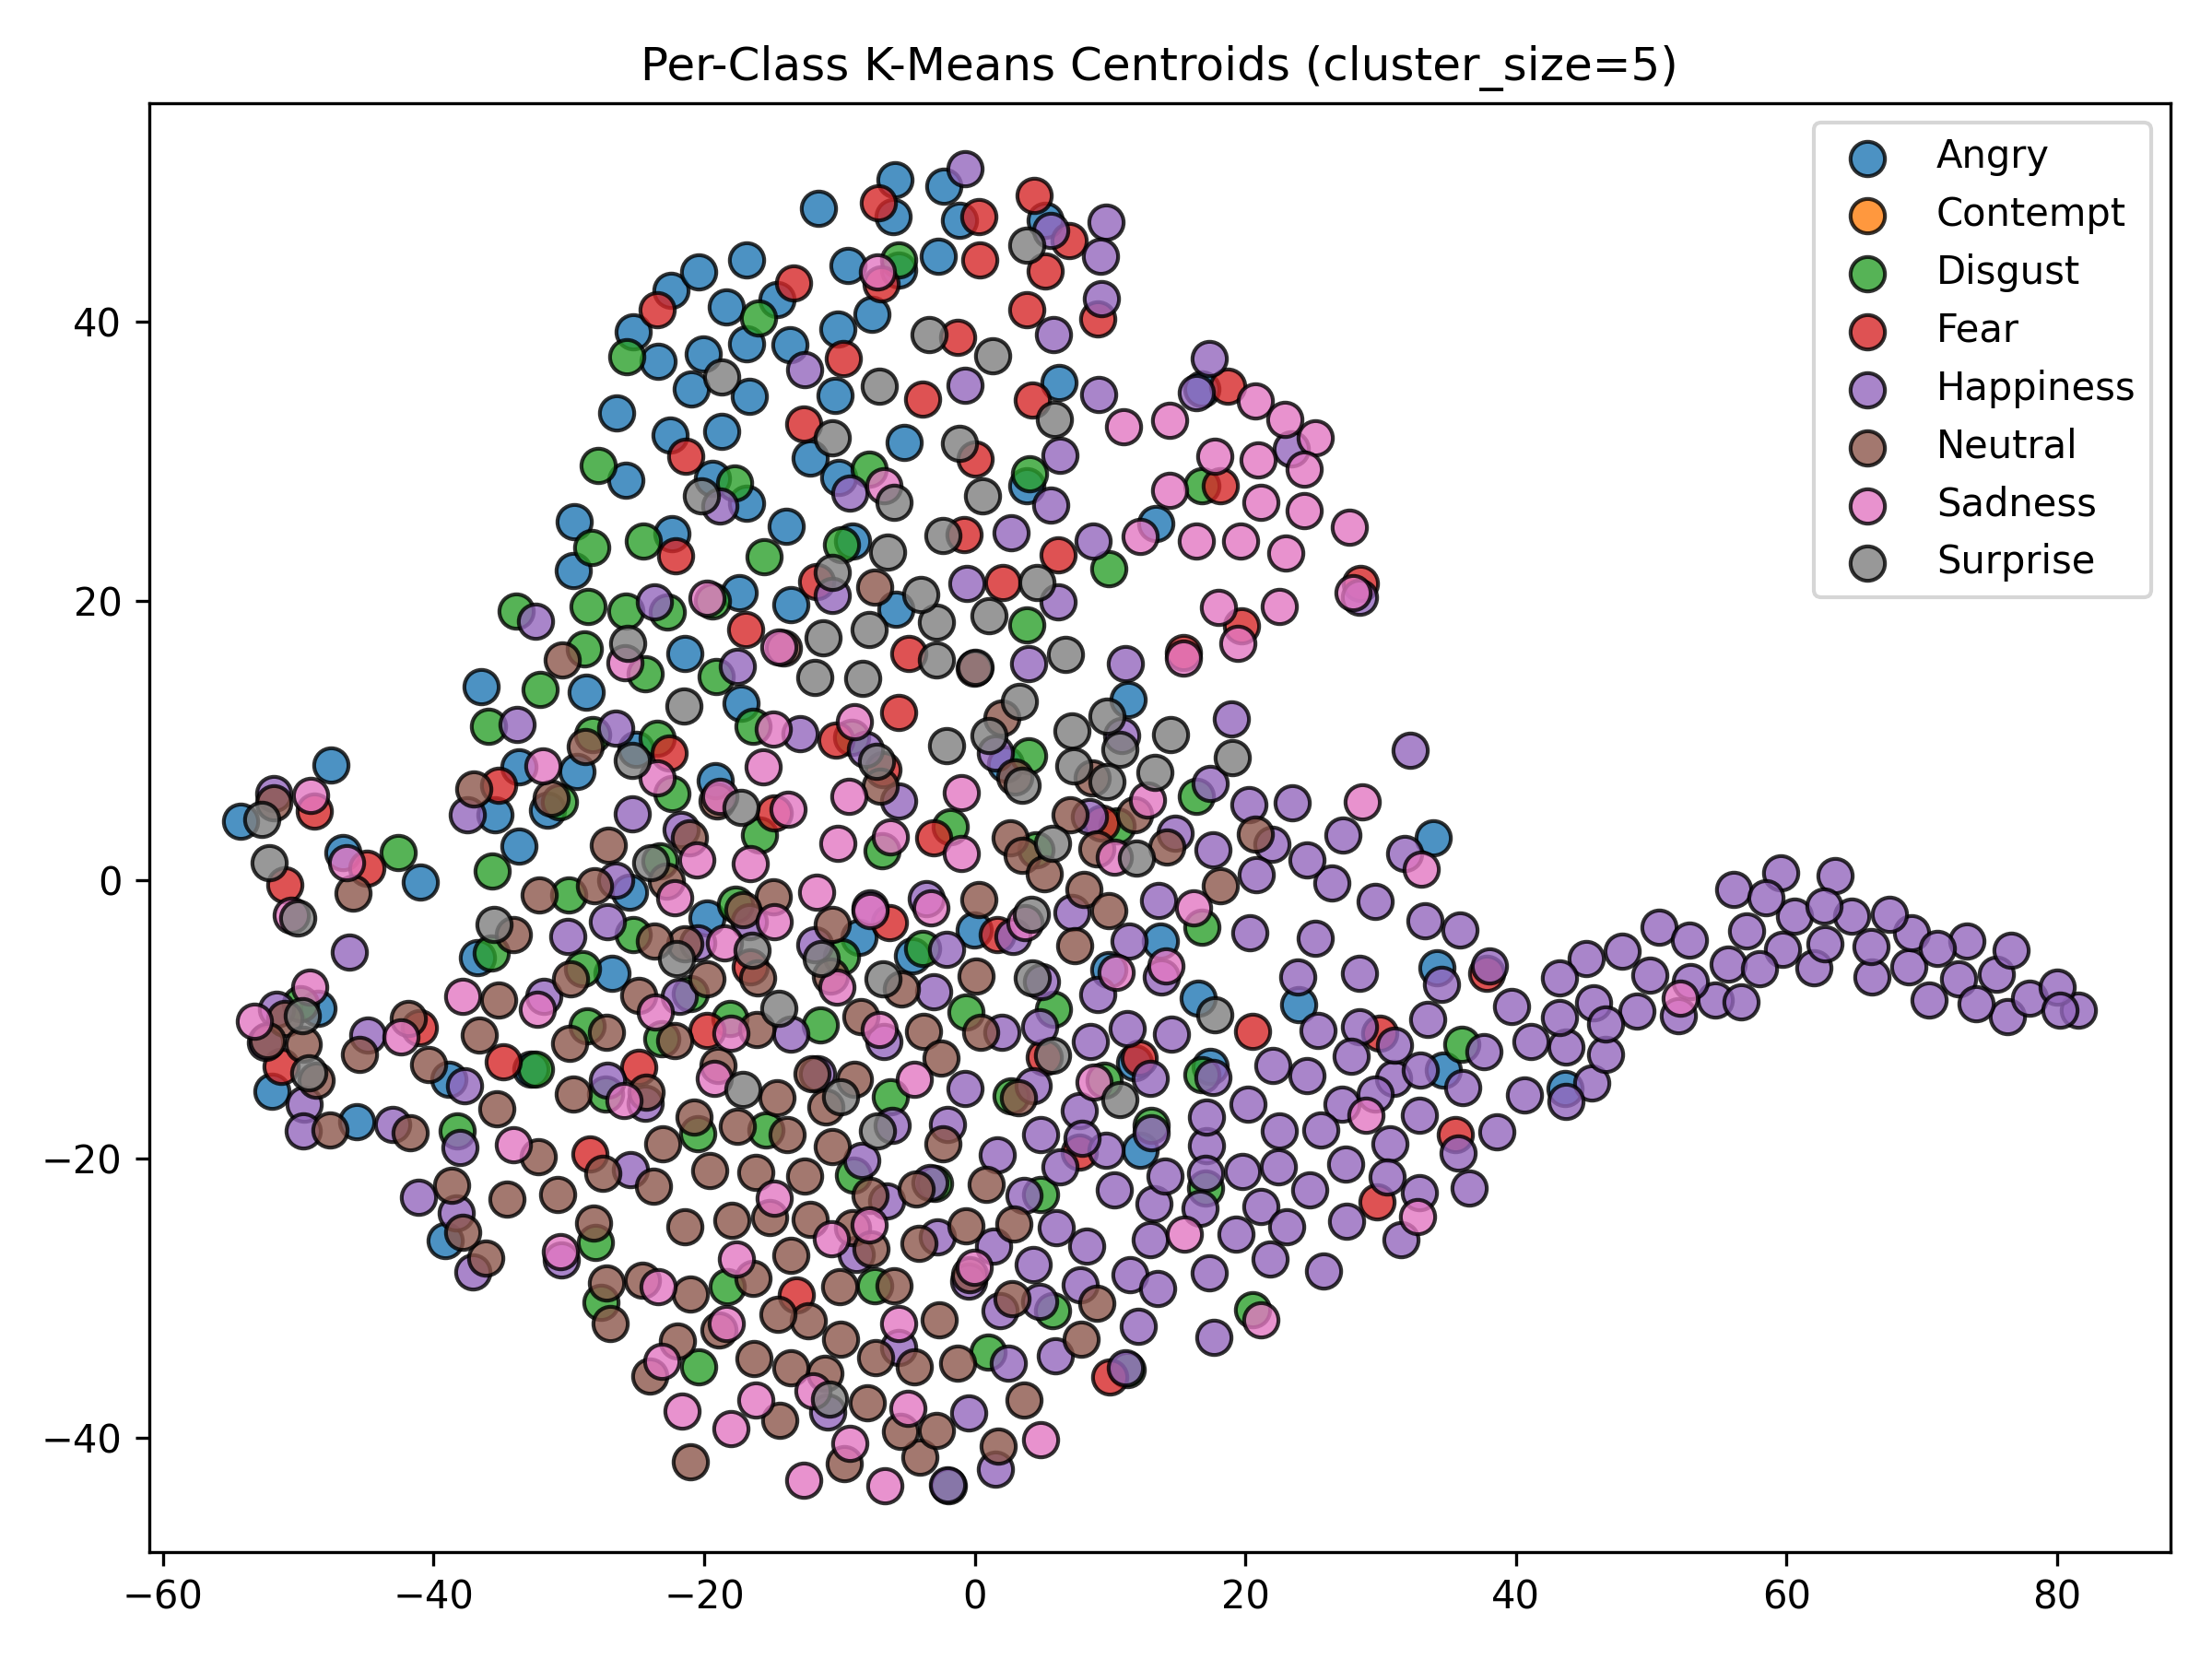 Per-Class K-Means Centroids (cluster_size=5)
Angry
Contempt
Disgust
Fear
Happiness
Neutral
Sadness
Surprise
40
20
0
−20
−40
−60 −40 −20 0 20 40 60 80